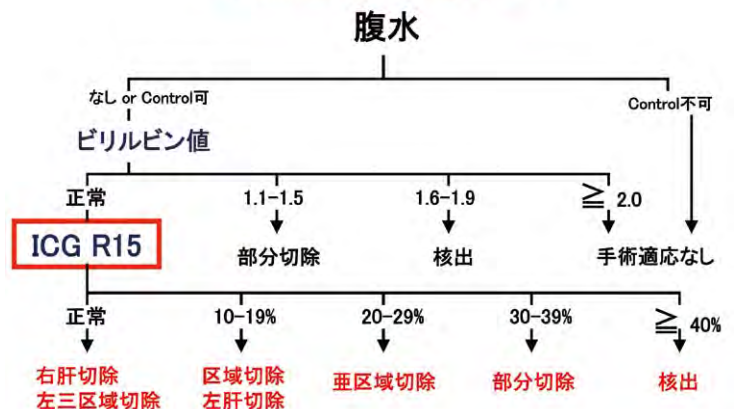 腹水
なし or Control可
Control不可
ビリルビン値
正常
1.1-1.5
1.6-1.9
≧ 2.0
ICG R15
部分切除
核出
手術適応なし
正常
10-19%
20-29%
30-39%
≧ 40%
右肝切除
左三区域切除
区域切除
左肝切除
亜区域切除
部分切除
核出